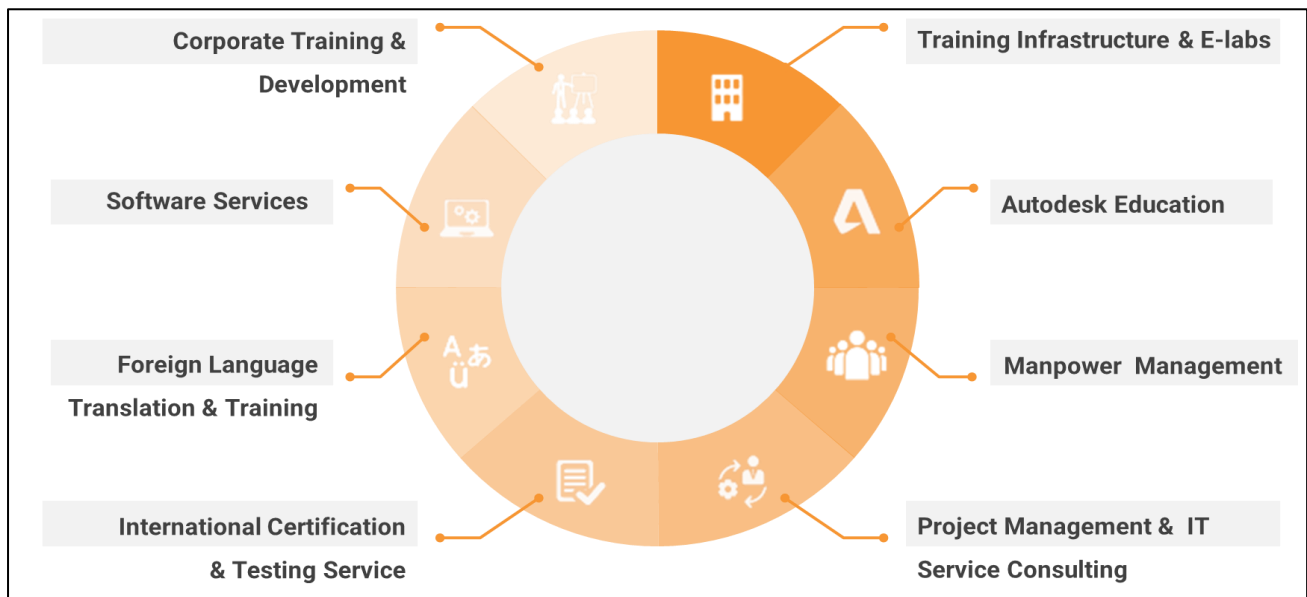 Corporate Training &
Development
Training Infrastructure & E-labs
Software Services
Autodesk Education
Foreign Language
Translation & Training
Manpower Management
International Certification
& Testing Service
Project Management & IT
Service Consulting
A
あ
ü